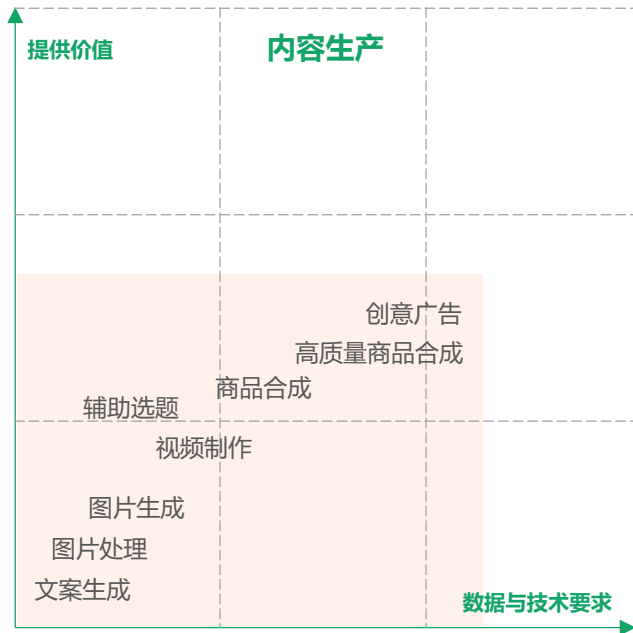 提供价值
内容生产
创意广告
高质量商品合成
商品合成
辅助选题
视频制作
图片生成
图片处理
文案生成
数据与技术要求